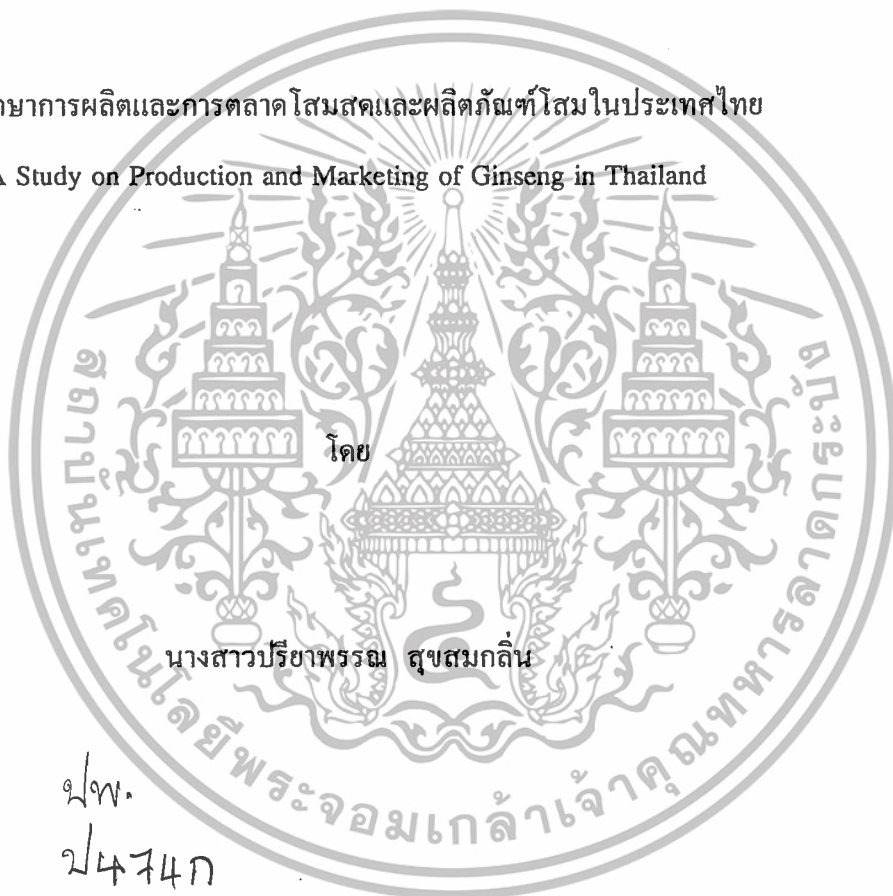 ษาการผลิตและการตลาดโสมสดและผลิตภัณฑ์โสมในประเทศไทย
A Study on Production and Marketing of Ginseng in Thailand
โดย
นางสาวปรียาพรรณ สุขสมกลิ่น
สถาบันเทคโนโลยีพระจอมเกล้าเจ้าคุณทหารลาดกระบัง
ปพ.
ป474ก